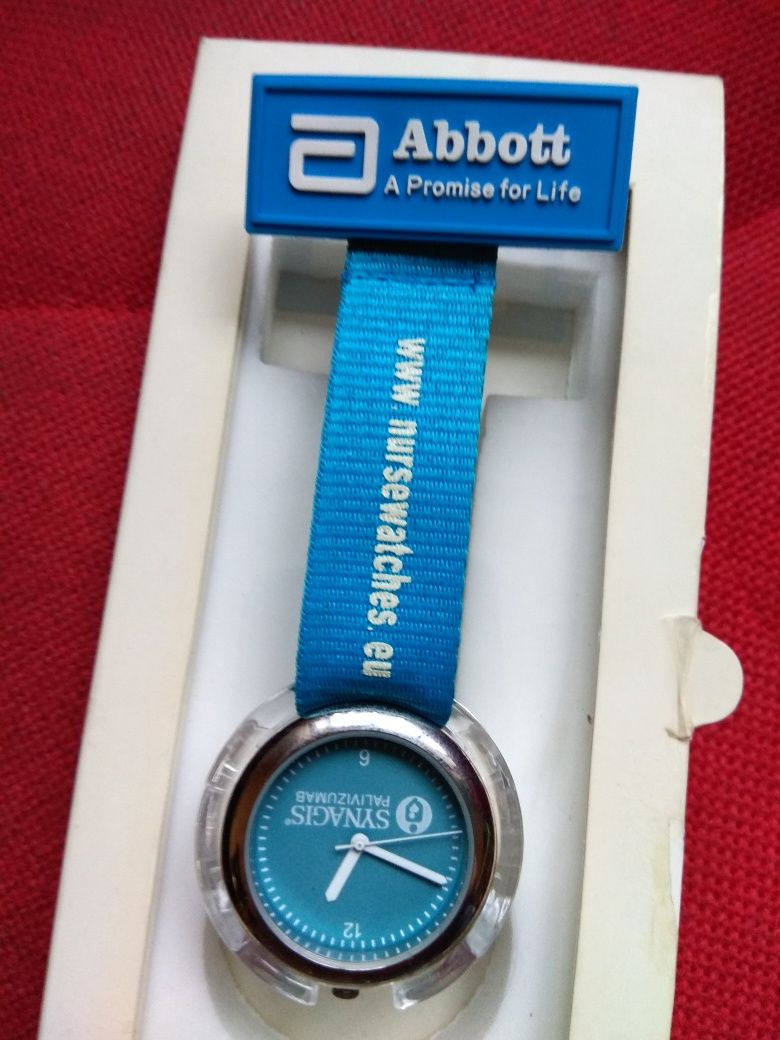 Abbott
A Promise for Life
www.nursewatches.eu
6
SYNAGIS®
PALIVIZUMAB
12